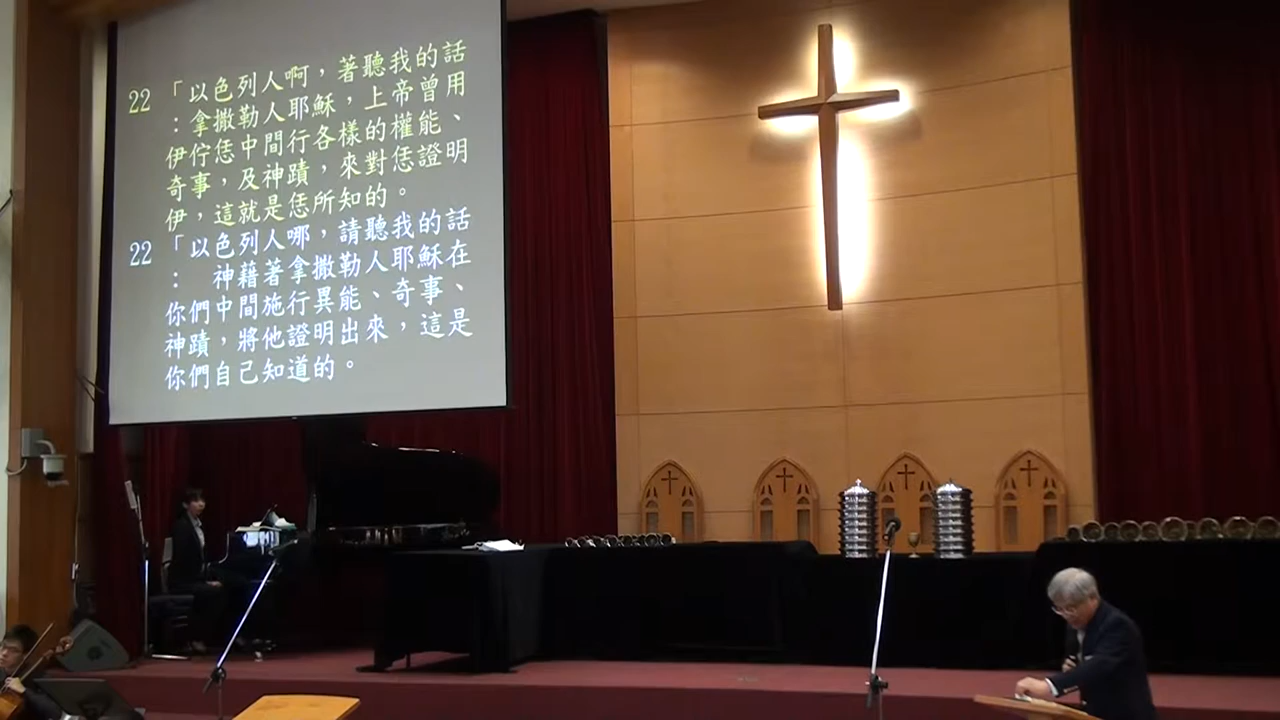 22 「以色列人啊，著聽我的話
：拿撒勒人耶穌，上帝曾用
伊佇恁中間行各樣的權能、
奇事，及神蹟，來對恁證明
伊，這就是恁所知的。
22 「以色列人哪，請聽我的話
：　神藉著拿撒勒人耶穌在
你們中間施行異能、奇事、
神蹟，將他證明出來，這是
你們自己知道的。